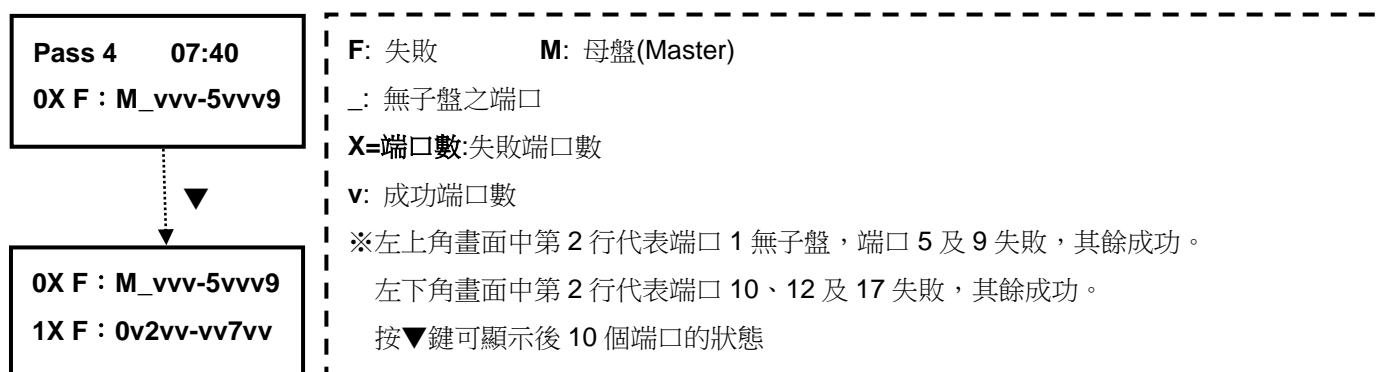 Pass 4 07:40
0X F：M_vvv-5vvv9
▼
0X F：M_vvv-5vvv9
1X F：0v2vv-vv7vv
F: 失敗 M: 母盤(Master)
_: 無子盤之端口
X=端口數:失敗端口數
v: 成功端口數
※左上角畫面中第 2 行代表端口 1 無子盤，端口 5 及 9 失敗，其餘成功。
左下角畫面中第 2 行代表端口 10、12 及 17 失敗，其餘成功。
按▼鍵可顯示後 10 個端口的狀態